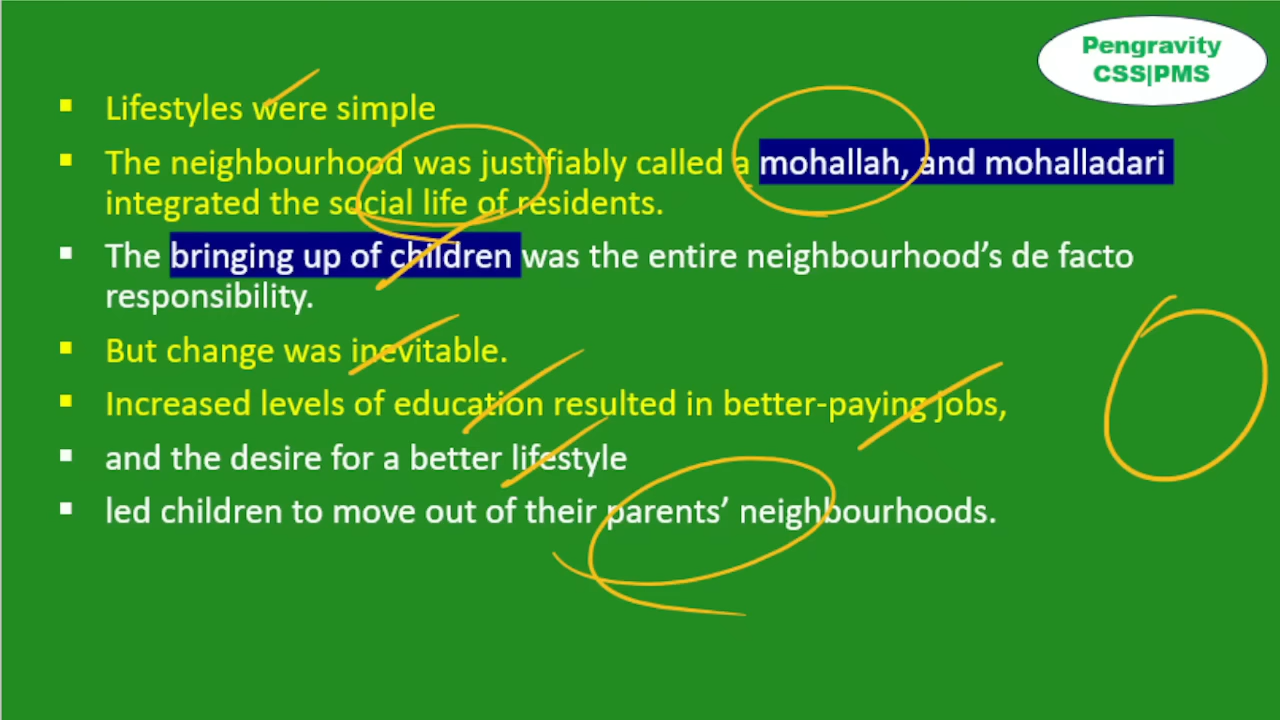 Pengravity
CSS|PMS
Lifestyles were simple
The neighbourhood was justifiably called a mohallah, and mohalladari
integrated the social life of residents.
The bringing up of children was the entire neighbourhood’s de facto
responsibility.
But change was inevitable.
Increased levels of education resulted in better-paying jobs,
and the desire for a better lifestyle
led children to move out of their parents’ neighbourhoods.